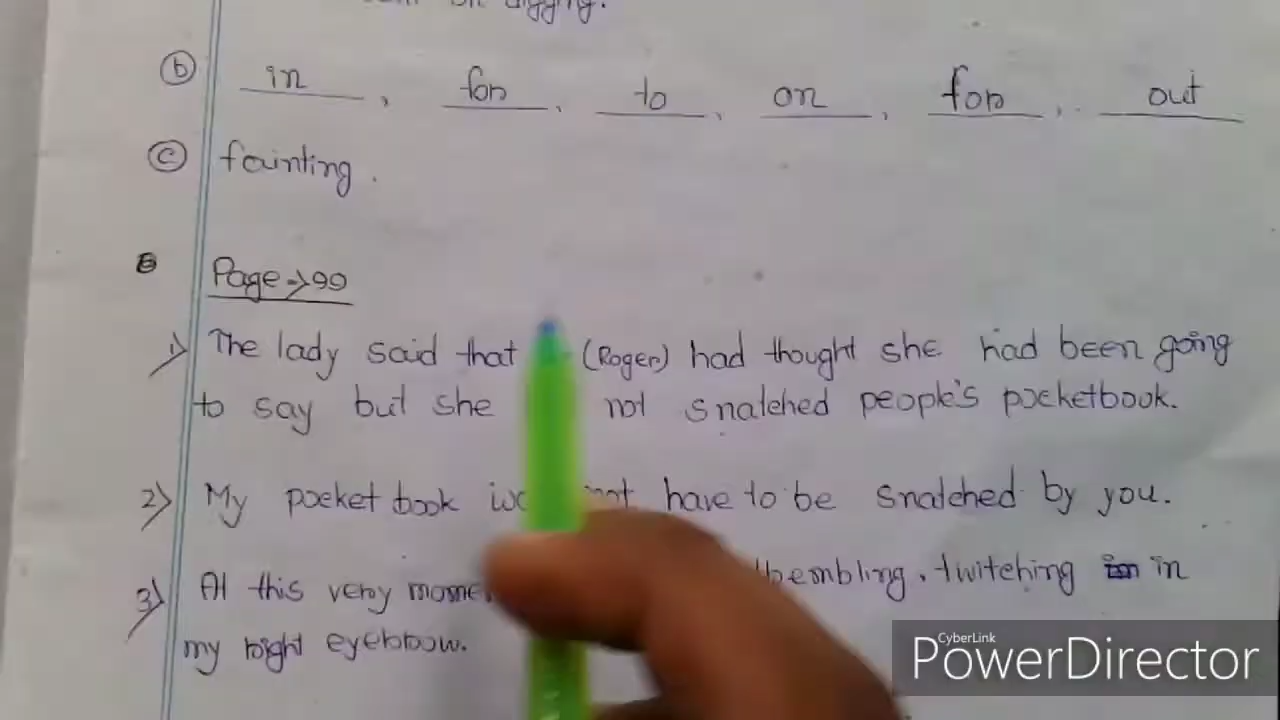 digging.
(b) in , for , to , on , for , out
(c) fainting.
Page → 99
1) The lady said that (Roger) had thought she had been going
to say but she not snatched people's pocketbook.
2) My pocket book not have to be snatched by you.
3) At this very trembling, twitching in
my right eyebrow.
CyberLink
PowerDirector